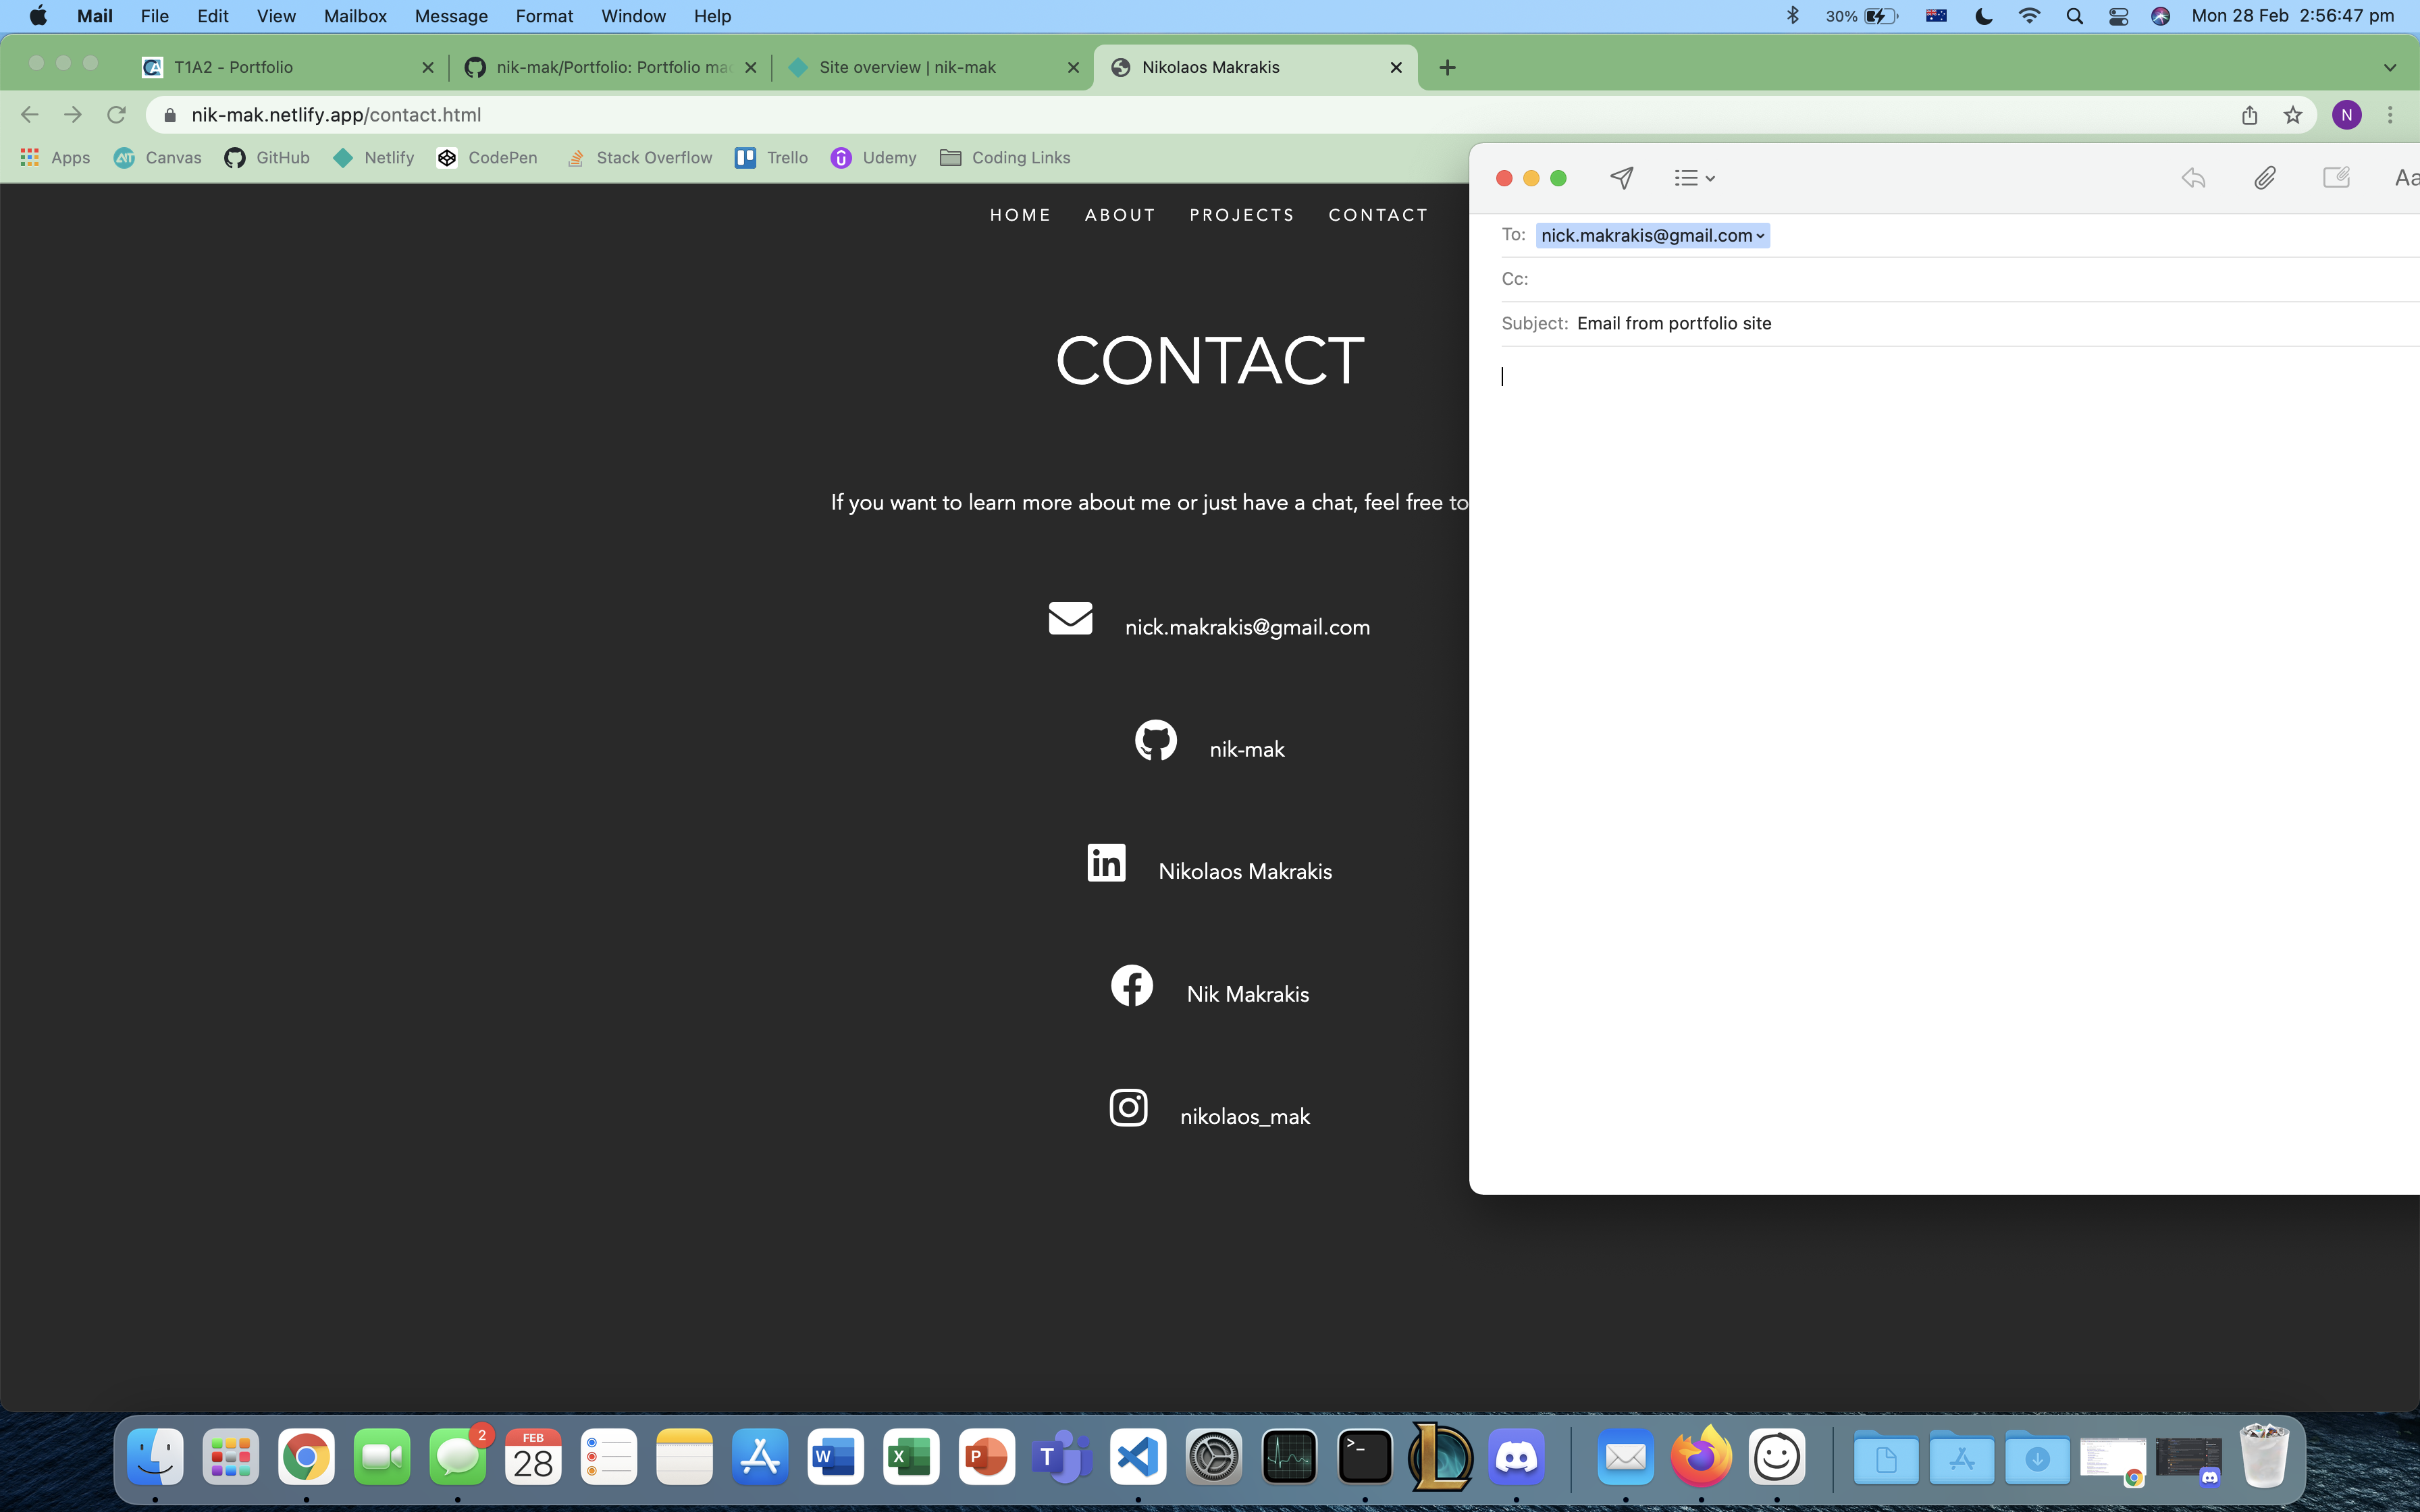 Mail File Edit View Mailbox Message Format Window Help 30% Mon 28 Feb 2:56:47 pm
T1A2 - Portfolio nik-mak/Portfolio: Portfolio mac Site overview | nik-mak Nikolaos Makrakis
nik-mak.netlify.app/contact.html N
Apps Canvas GitHub Netlify CodePen Stack Overflow Trello Udemy Coding Links
HOME ABOUT PROJECTS CONTACT
CONTACT
If you want to learn more about me or just have a chat, feel free to
nick.makrakis@gmail.com
nik-mak
in Nikolaos Makrakis
Nik Makrakis
nikolaos_mak
Aa
To: nick.makrakis@gmail.com
Cc:
Subject: Email from portfolio site
2 FEB 28 W X P T >_